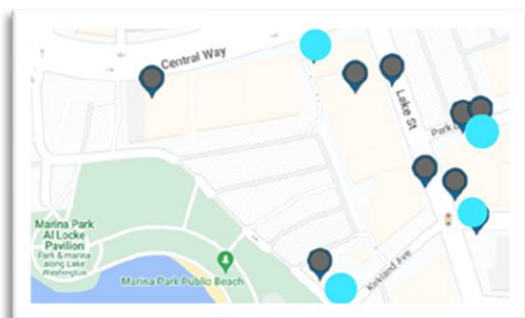 Central Way
Lake St
Park
Marina Park
Al Locke
Pavilion
Park & marina
along Lake
Washington
Marina Park Public Beach
Kirkland Ave